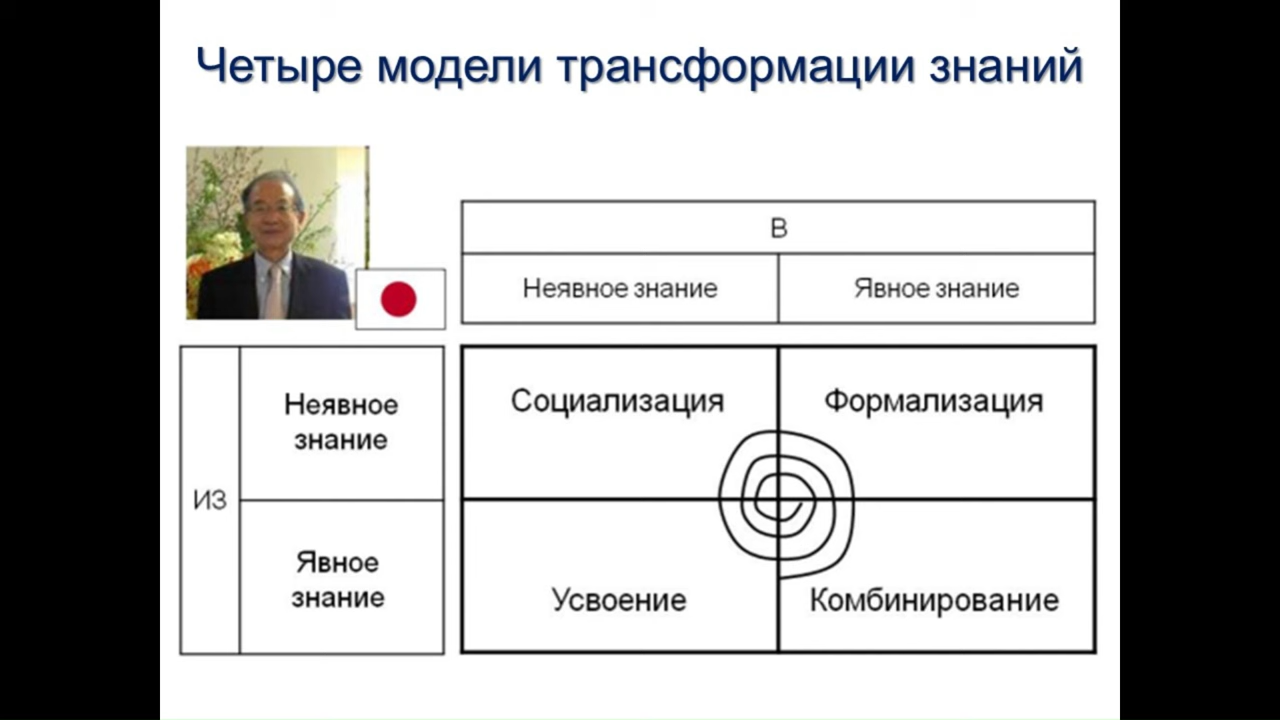 Четыре модели трансформации знаний
В
Неявное знание
Явное знание
ИЗ
Неявное
знание
Социализация
Формализация
Явное
знание
Усвоение
Комбинирование